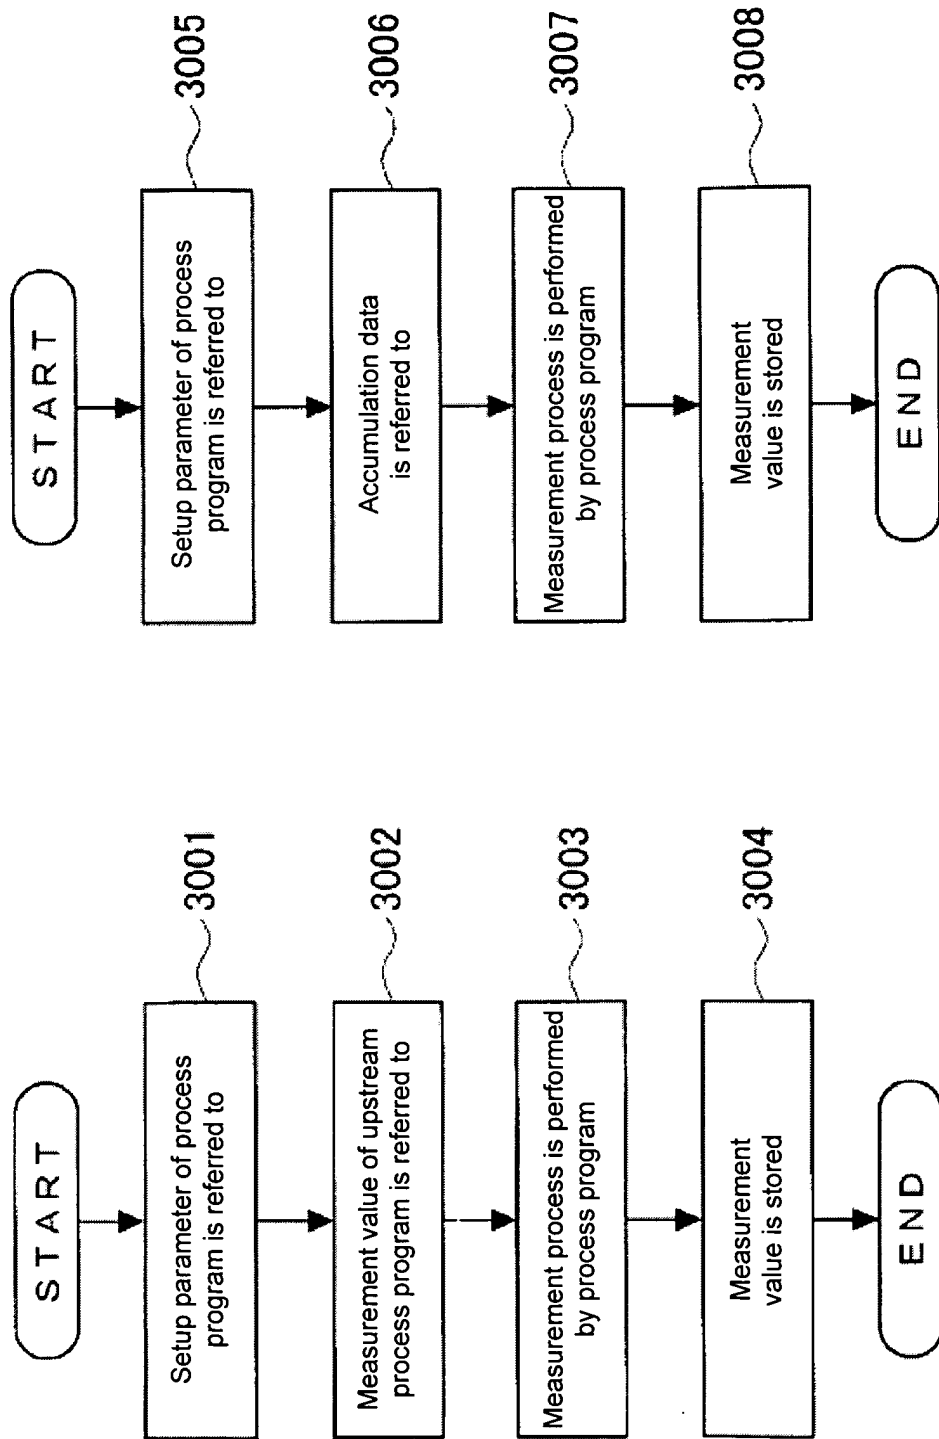 START
Setup parameter of process
program is referred to
3001
Measurement value of upstream
process program is referred to
3002
Measurement process is performed
by process program
3003
Measurement
value is stored
3004
END
START
Setup parameter of process
program is referred to
3005
Accumulation data
is referred to
3006
Measurement process is performed
by process program
3007
Measurement
value is stored
3008
END